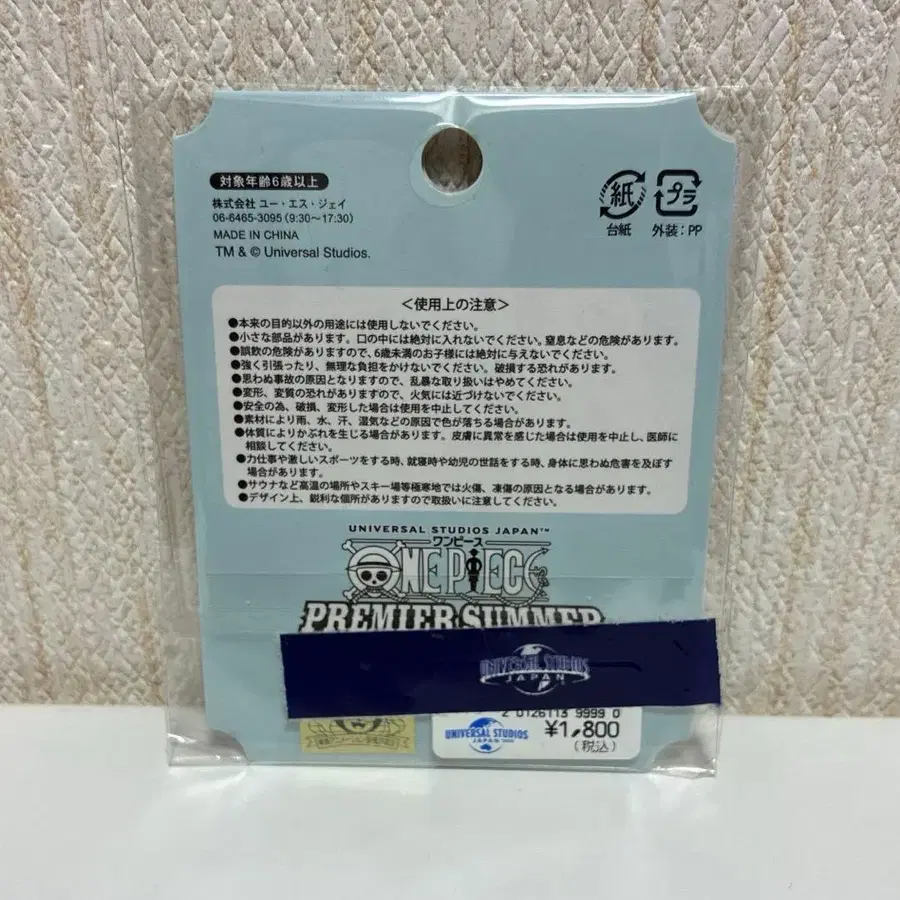 対象年齢6歳以上
株式会社 ユー・エス・ジェイ
06-6465-3095(9:30～17:30)
MADE IN CHINA
TM & © Universal Studios.
紙
プラ
台紙
外装：PP
＜使用上の注意＞
●本来の目的以外の用途には使用しないでください。
●小さな部品があります。口の中には絶対に入れないでください。窒息などの危険があります。
●誤飲の危険がありますので、6歳未満のお子様には絶対に与えないでください。
●強く引張ったり、無理な負担をかけないでください。破損する恐れがあります。
●思わぬ事故の原因となりますので、乱暴な取り扱いはやめてください。
●変形、変質の恐れがありますので、火気には近づけないでください。
●安全の為、破損、変形した場合は使用を中止してください。
●素材により雨、水、汗、湿気などの原因で色が落ちる場合があります。
●体質によりかぶれを生じる場合があります。皮膚に異常を感じた場合は使用を中止し、医師に
相談してください。
●力仕事や激しいスポーツをする時、就寝時や幼児の世話をする時、身体に思わぬ危害を及ぼす
場合があります。
●サウナなど高温の場所やスキー場等極寒地では火傷、凍傷の原因となる場合があります。
●デザイン上、鋭利な個所がありますので取扱いに注意してください。
UNIVERSAL STUDIOS JAPAN™
ワンピース
ONE PIECE
PREMIER SUMMER
UNIVERSAL STUDIOS
JAPAN
2 0126113 9999 0
UNIVERSAL STUDIOS
JAPAN
¥1,800
(税込)